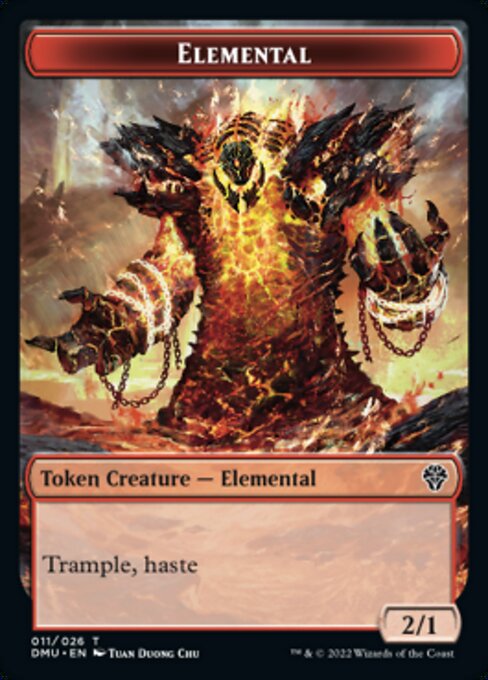 Elemental
Token Creature — Elemental
Trample, haste
2/1
011/026 T
DMU • EN Tuan Duong Chu
™ & © 2022 Wizards of the Coast